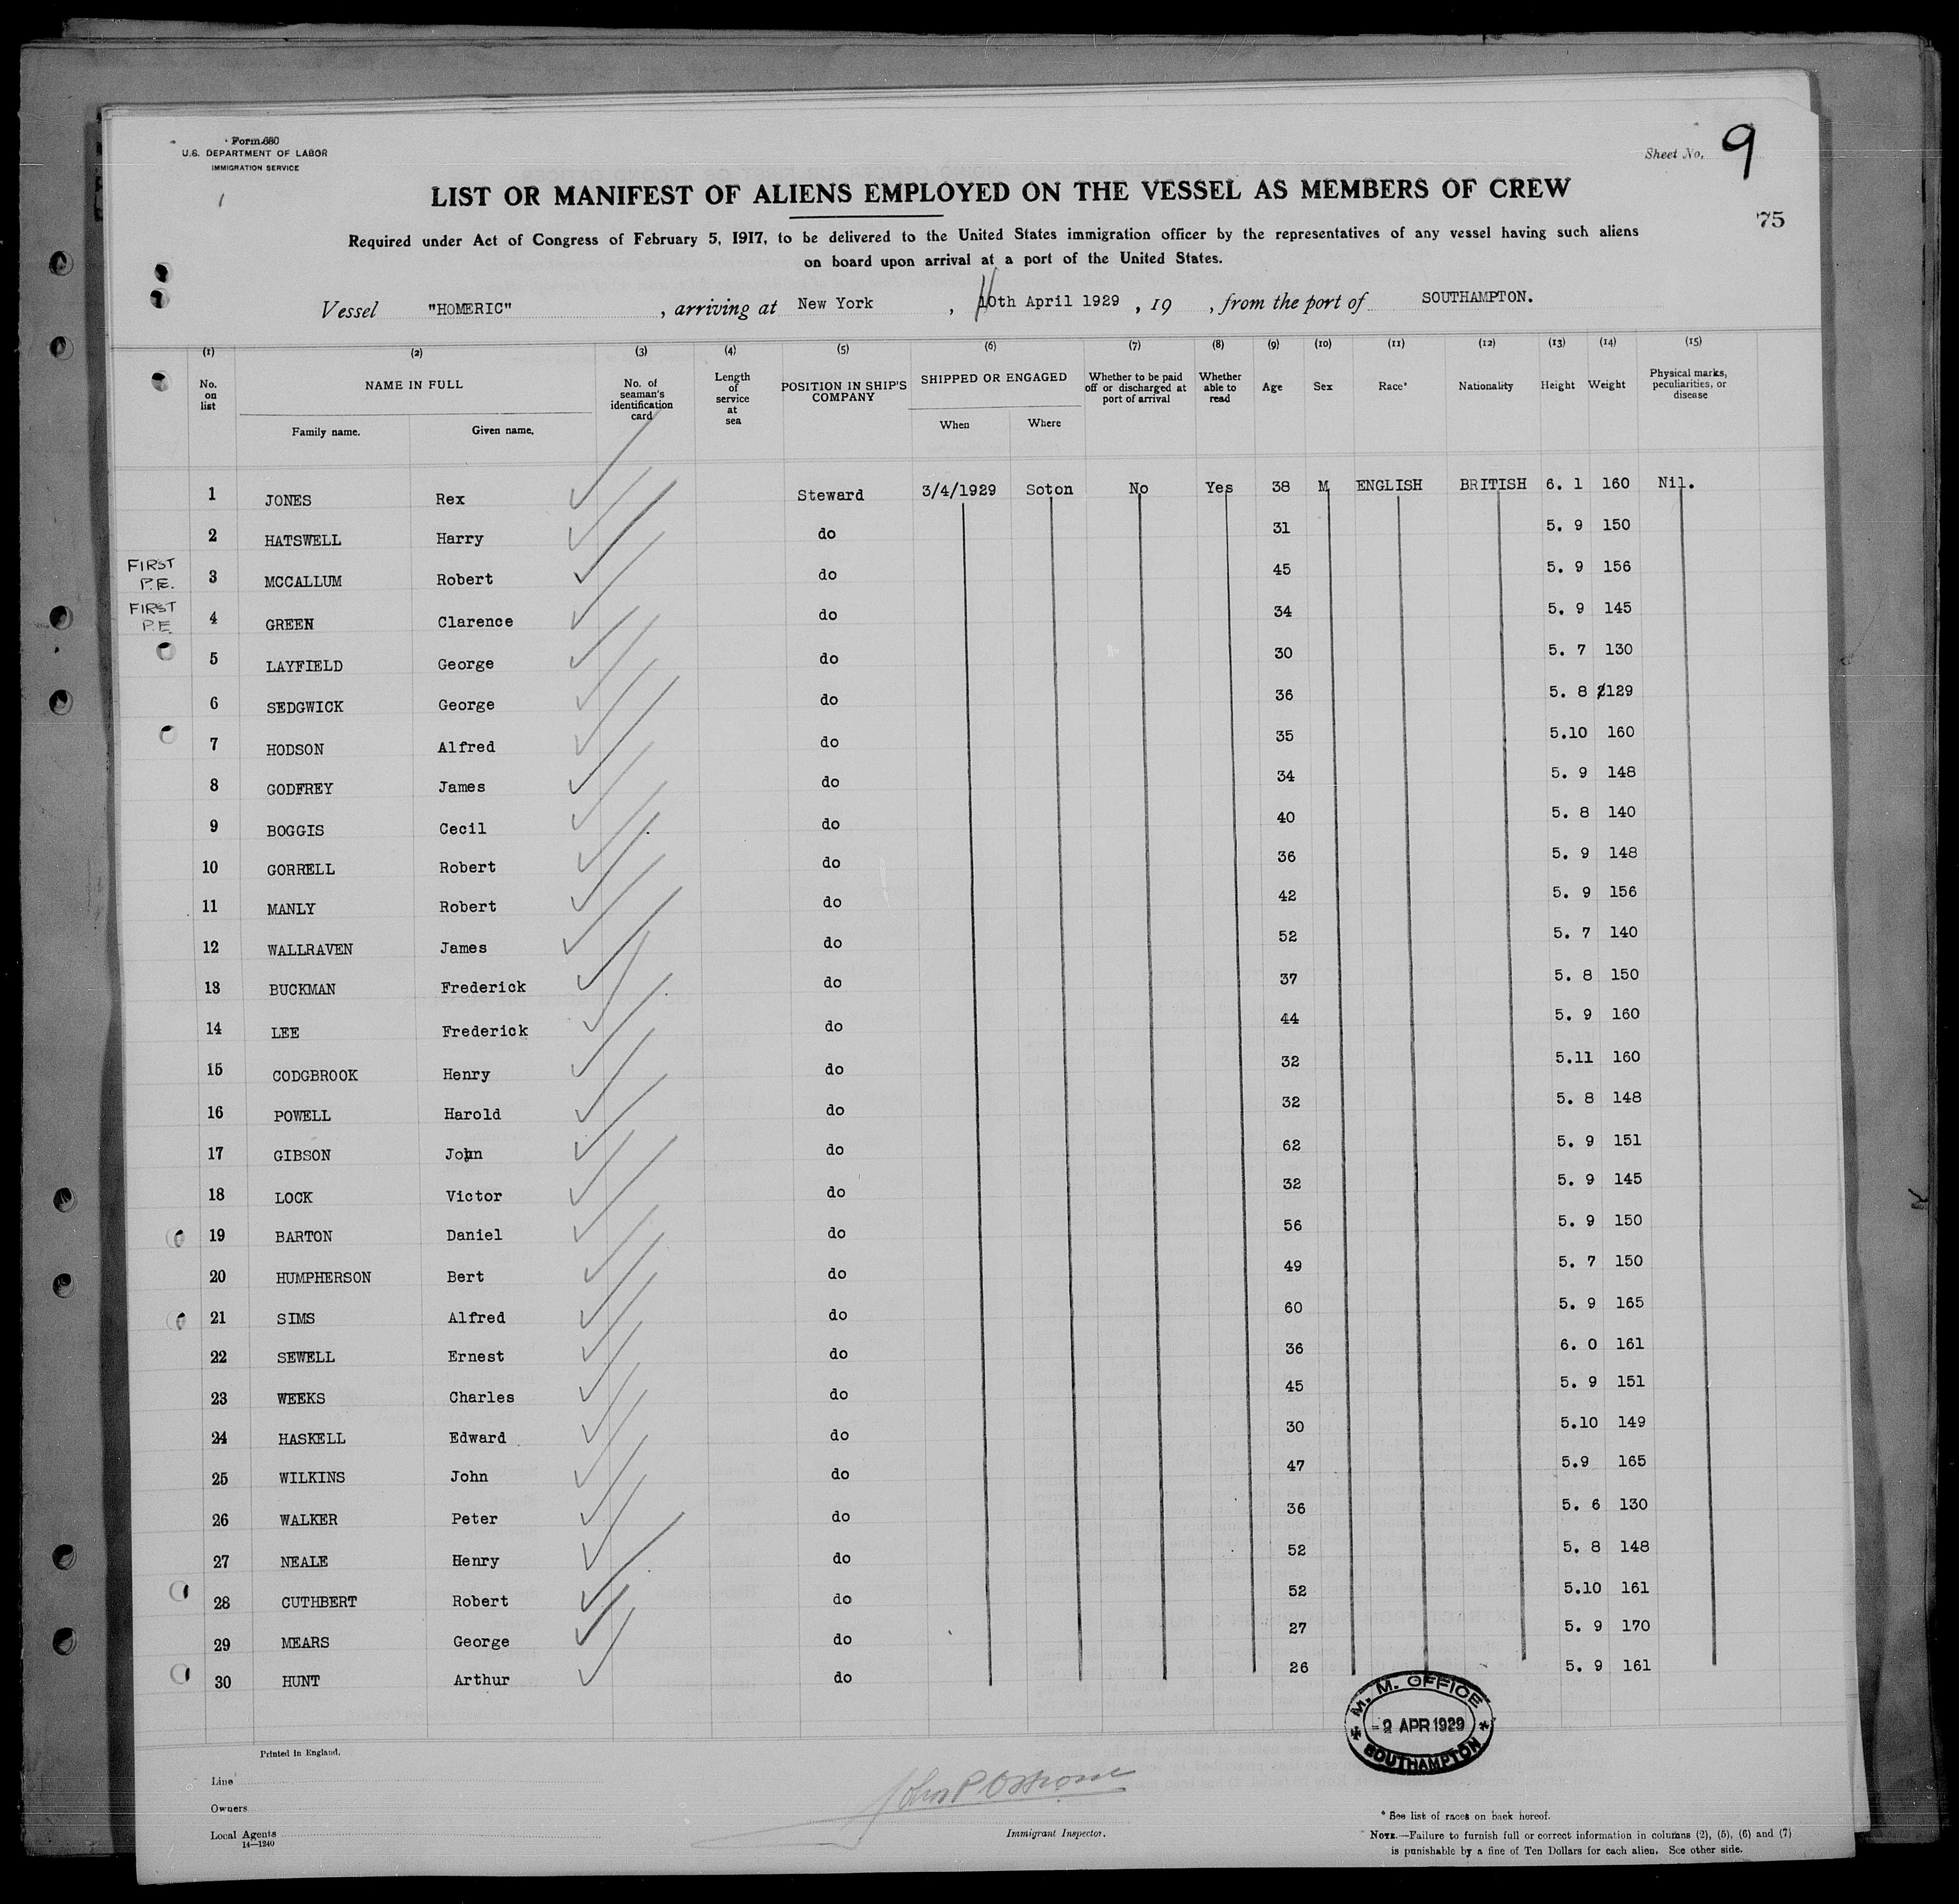 Form 680
U.S. DEPARTMENT OF LABOR
IMMIGRATION SERVICE
Sheet No. 9
75
LIST OR MANIFEST OF ALIENS EMPLOYED ON THE VESSEL AS MEMBERS OF CREW
Required under Act of Congress of February 5, 1917, to be delivered to the United States immigration officer by the representatives of any vessel having such aliens
on board upon arrival at a port of the United States.
Vessel "HOMERIC", arriving at New York, 10th April 1929, 19 , from the port of SOUTHAMPTON.
(1) (2) (3) (4) (5) (6) (7) (8) (9) (10) (11) (12) (13) (14) (15)
No. on list NAME IN FULL Family name. Given name. No. of seaman's identification card Length of service at sea POSITION IN SHIP'S COMPANY SHIPPED OR ENGAGED When Where Whether to be paid off or discharged at port of arrival Whether able to read Age Sex Race* Nationality Height Weight Physical marks, peculiarities, or disease
1 JONES Rex Steward 3/4/1929 Soton No Yes 38 M ENGLISH BRITISH 6. 1 160 Nil.
2 HATSWELL Harry do 31 5. 9 150
FIRST P.E. 3 MCCALLUM Robert do 45 5. 9 156
FIRST P.E. 4 GREEN Clarence do 34 5. 9 145
5 LAYFIELD George do 30 5. 7 130
6 SEDGWICK George do 36 5. 8 129
7 HODSON Alfred do 35 5.10 160
8 GODFREY James do 34 5. 9 148
9 BOGGIS Cecil do 40 5. 8 140
10 GORRELL Robert do 36 5. 9 148
11 MANLY Robert do 42 5. 9 156
12 WALLRAVEN James do 52 5. 7 140
13 BUCKMAN Frederick do 37 5. 8 150
14 LEE Frederick do 44 5. 9 160
15 CODGBROOK Henry do 32 5.11 160
16 POWELL Harold do 32 5. 8 148
17 GIBSON John do 62 5. 9 151
18 LOCK Victor do 32 5. 9 145
19 BARTON Daniel do 56 5. 9 150
20 HUMPHERSON Bert do 49 5. 7 150
21 SIMS Alfred do 60 5. 9 165
22 SEWELL Ernest do 36 6. 0 161
23 WEEKS Charles do 45 5. 9 151
24 HASKELL Edward do 30 5.10 149
25 WILKINS John do 47 5.9 165
26 WALKER Peter do 36 5. 6 130
27 NEALE Henry do 52 5. 8 148
28 CUTHBERT Robert do 52 5.10 161
29 MEARS George do 27 5. 9 170
30 HUNT Arthur do 26 5. 9 161
M. M. OFFICE
-2 APR 1929
SOUTHAMPTON
Printed in England.
Line
Owners
Local Agents
14—1240
John P
Immigrant Inspector.
* See list of races on back hereof.
NOTE.—Failure to furnish full or correct information in columns (2), (5), (6) and (7)
is punishable by a fine of Ten Dollars for each alien. See other side.